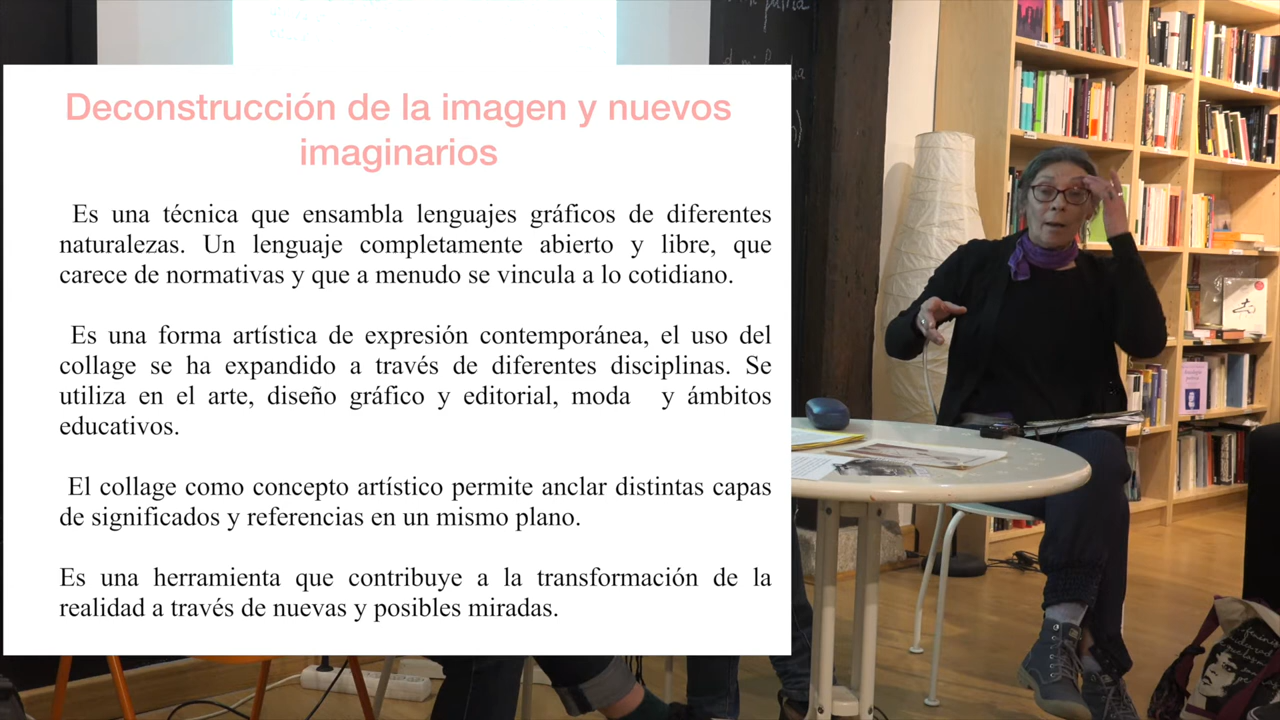 Deconstrucción de la imagen y nuevos
imaginarios
Es una técnica que ensambla lenguajes gráficos de diferentes
naturalezas. Un lenguaje completamente abierto y libre, que
carece de normativas y que a menudo se vincula a lo cotidiano.
Es una forma artística de expresión contemporánea, el uso del
collage se ha expandido a través de diferentes disciplinas. Se
utiliza en el arte, diseño gráfico y editorial, moda y ámbitos
educativos.
El collage como concepto artístico permite anclar distintas capas
de significados y referencias en un mismo plano.
Es una herramienta que contribuye a la transformación de la
realidad a través de nuevas y posibles miradas.